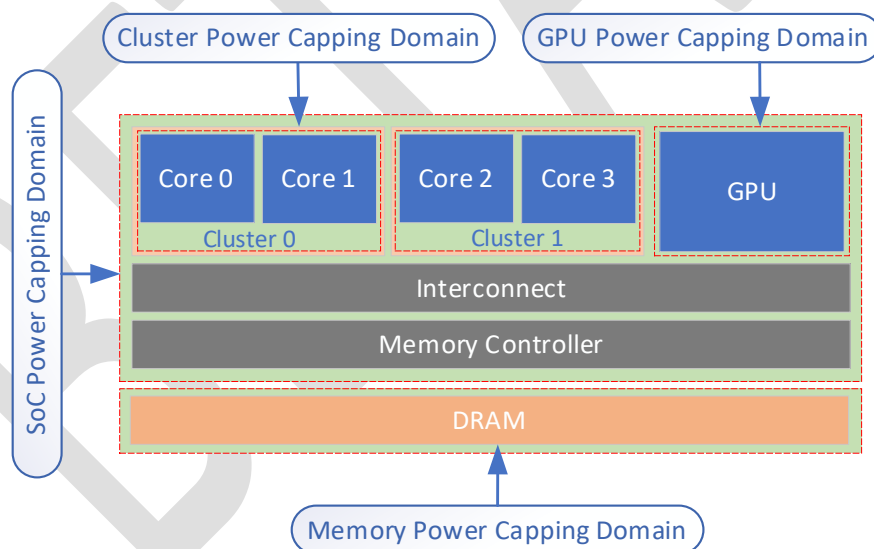 Cluster Power Capping Domain
GPU Power Capping Domain
SoC Power Capping Domain
Core 0
Core 1
Core 2
Core 3
GPU
Cluster 0
Cluster 1
Interconnect
Memory Controller
DRAM
Memory Power Capping Domain